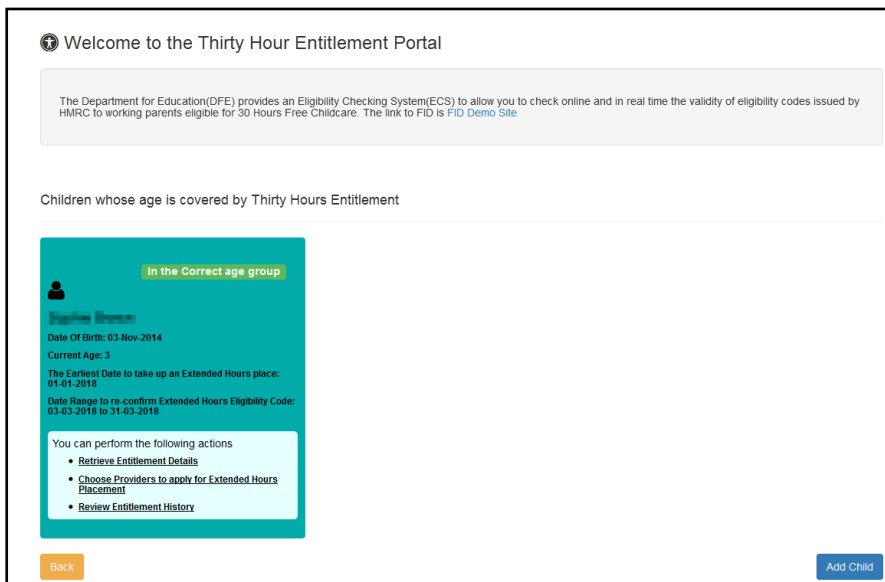 Welcome to the Thirty Hour Entitlement Portal
The Department for Education(DFE) provides an Eligibility Checking System(ECS) to allow you to check online and in real time the validity of eligibility codes issued by
HMRC to working parents eligible for 30 Hours Free Childcare. The link to FID is FID Demo Site
Children whose age is covered by Thirty Hours Entitlement
In the Correct age group
Date Of Birth: 03-Nov-2014
Current Age: 3
The Earliest Date to take up an Extended Hours place:
01-01-2018
Date Range to re-confirm Extended Hours Eligibility Code:
03-03-2018 to 31-03-2018
You can perform the following actions
Retrieve Entitlement Details
Choose Providers to apply for Extended Hours
Placement
Review Entitlement History
Back
Add Child